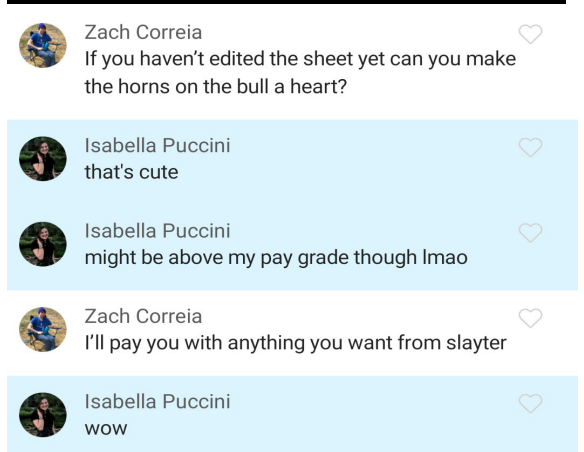 Zach Correia
If you haven’t edited the sheet yet can you make
the horns on the bull a heart?
Isabella Puccini
that's cute
Isabella Puccini
might be above my pay grade though lmao
Zach Correia
I’ll pay you with anything you want from slayter
Isabella Puccini
wow